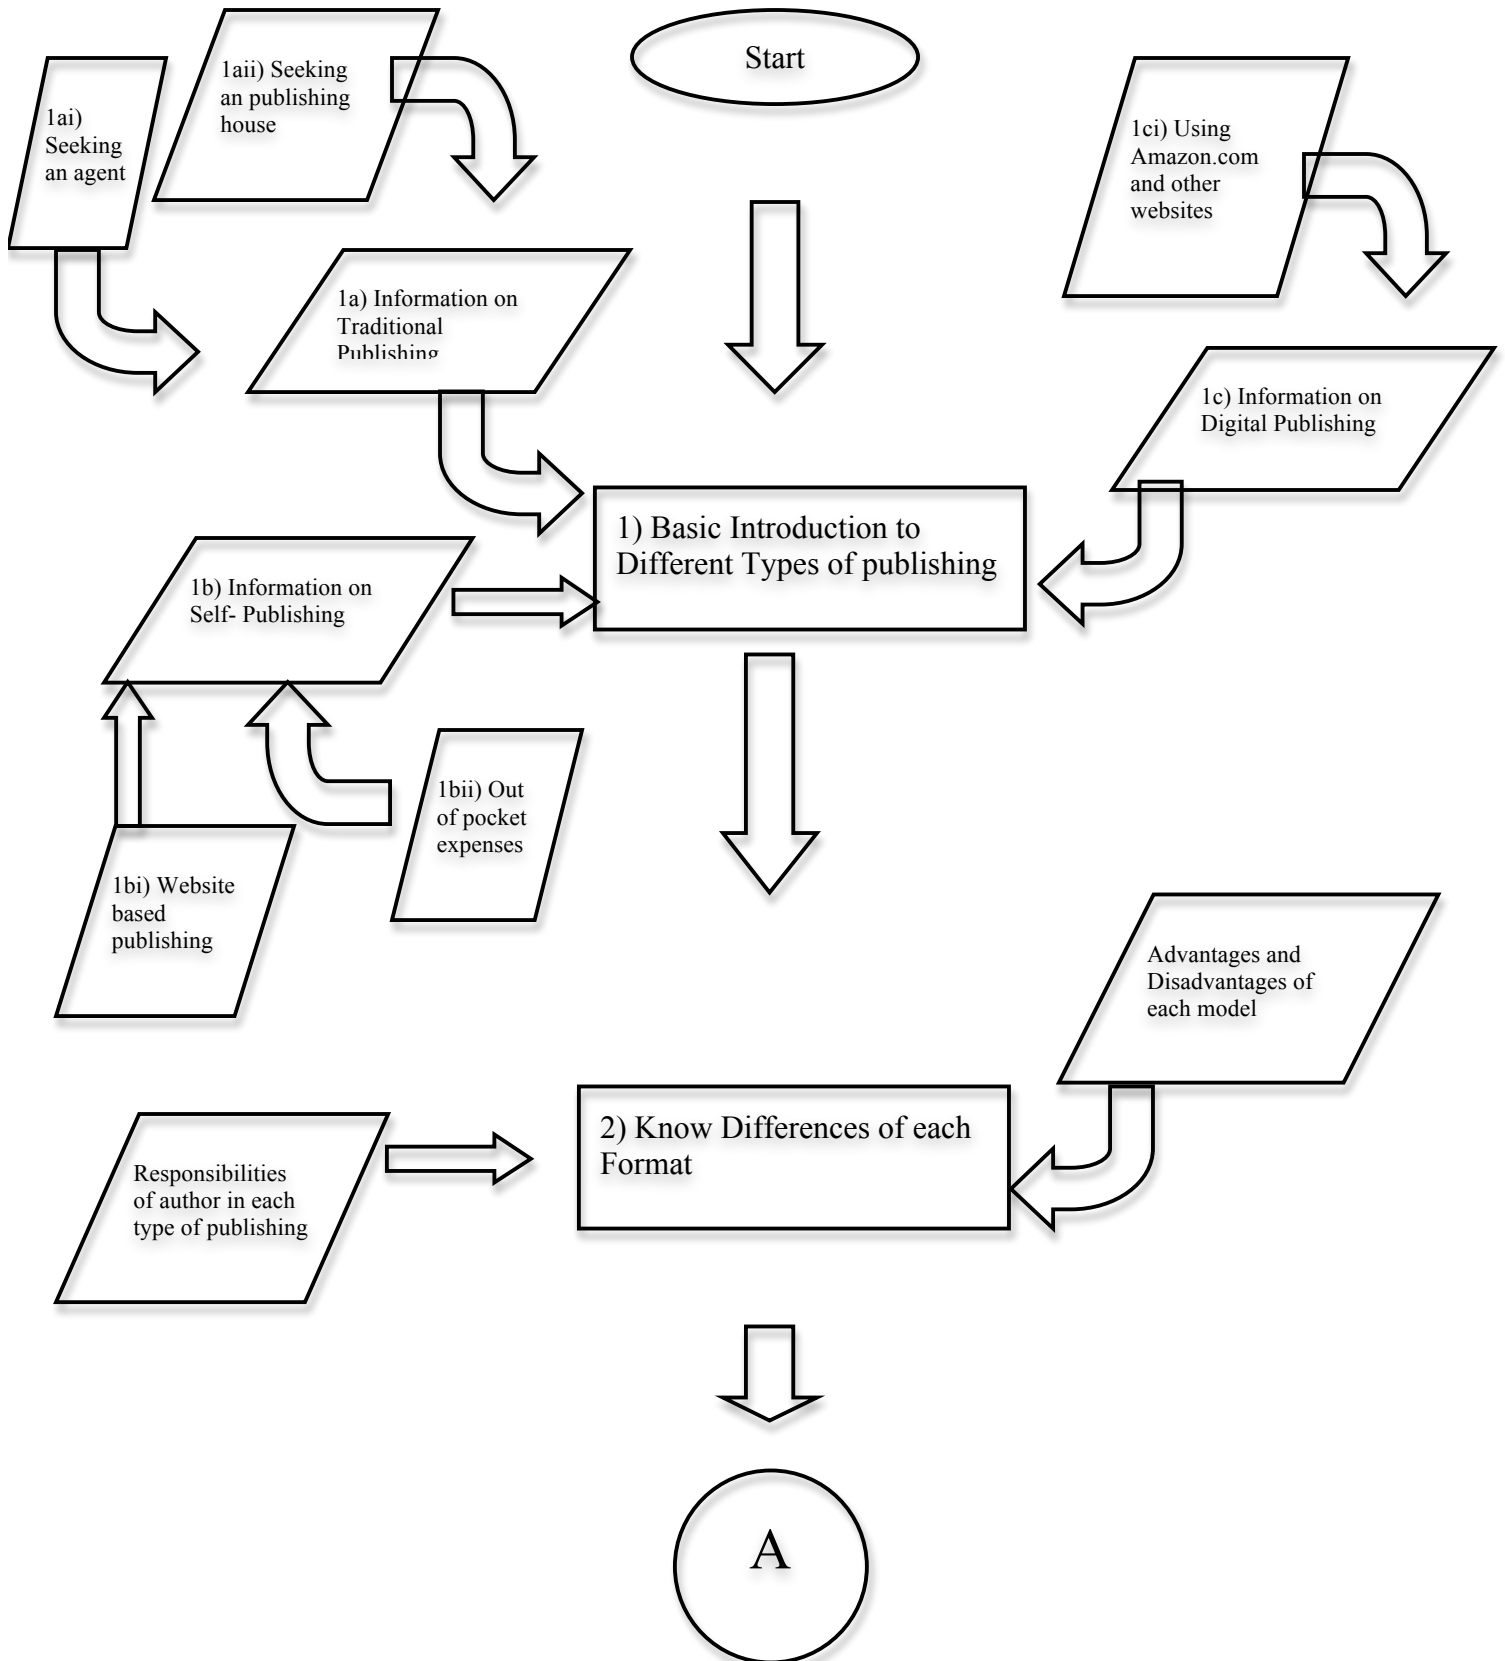 Start
1aii) Seeking
an publishing
house
1ai)
Seeking
an agent
1ci) Using
Amazon.com
and other
websites
1a) Information on
Traditional
Publishing
1c) Information on
Digital Publishing
1) Basic Introduction to
Different Types of publishing
1b) Information on
Self- Publishing
1bii) Out
of pocket
expenses
1bi) Website
based
publishing
Advantages and
Disadvantages of
each model
2) Know Differences of each
Format
Responsibilities
of author in each
type of publishing
A